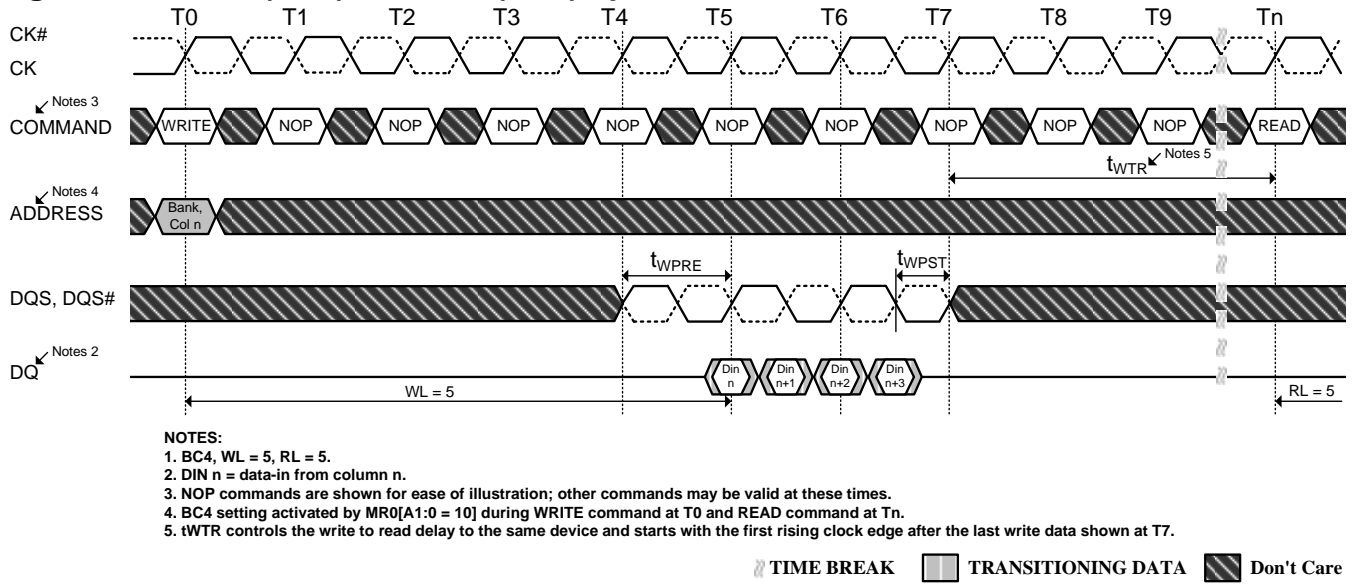 T0 T1 T2 T3 T4 T5 T6 T7 T8 T9 Tn
CK#
CK
Notes 3
COMMAND WRITE NOP NOP NOP NOP NOP NOP NOP NOP NOP READ
tWTR Notes 5
Notes 4
ADDRESS Bank, Col n
tWPRE tWPST
DQS, DQS#
Notes 2
DQ Din n Din n+1 Din n+2 Din n+3
WL = 5 RL = 5
NOTES:
1. BC4, WL = 5, RL = 5.
2. DIN n = data-in from column n.
3. NOP commands are shown for ease of illustration; other commands may be valid at these times.
4. BC4 setting activated by MR0[A1:0 = 10] during WRITE command at T0 and READ command at Tn.
5. tWTR controls the write to read delay to the same device and starts with the first rising clock edge after the last write data shown at T7.
TIME BREAK TRANSITIONING DATA Don't Care